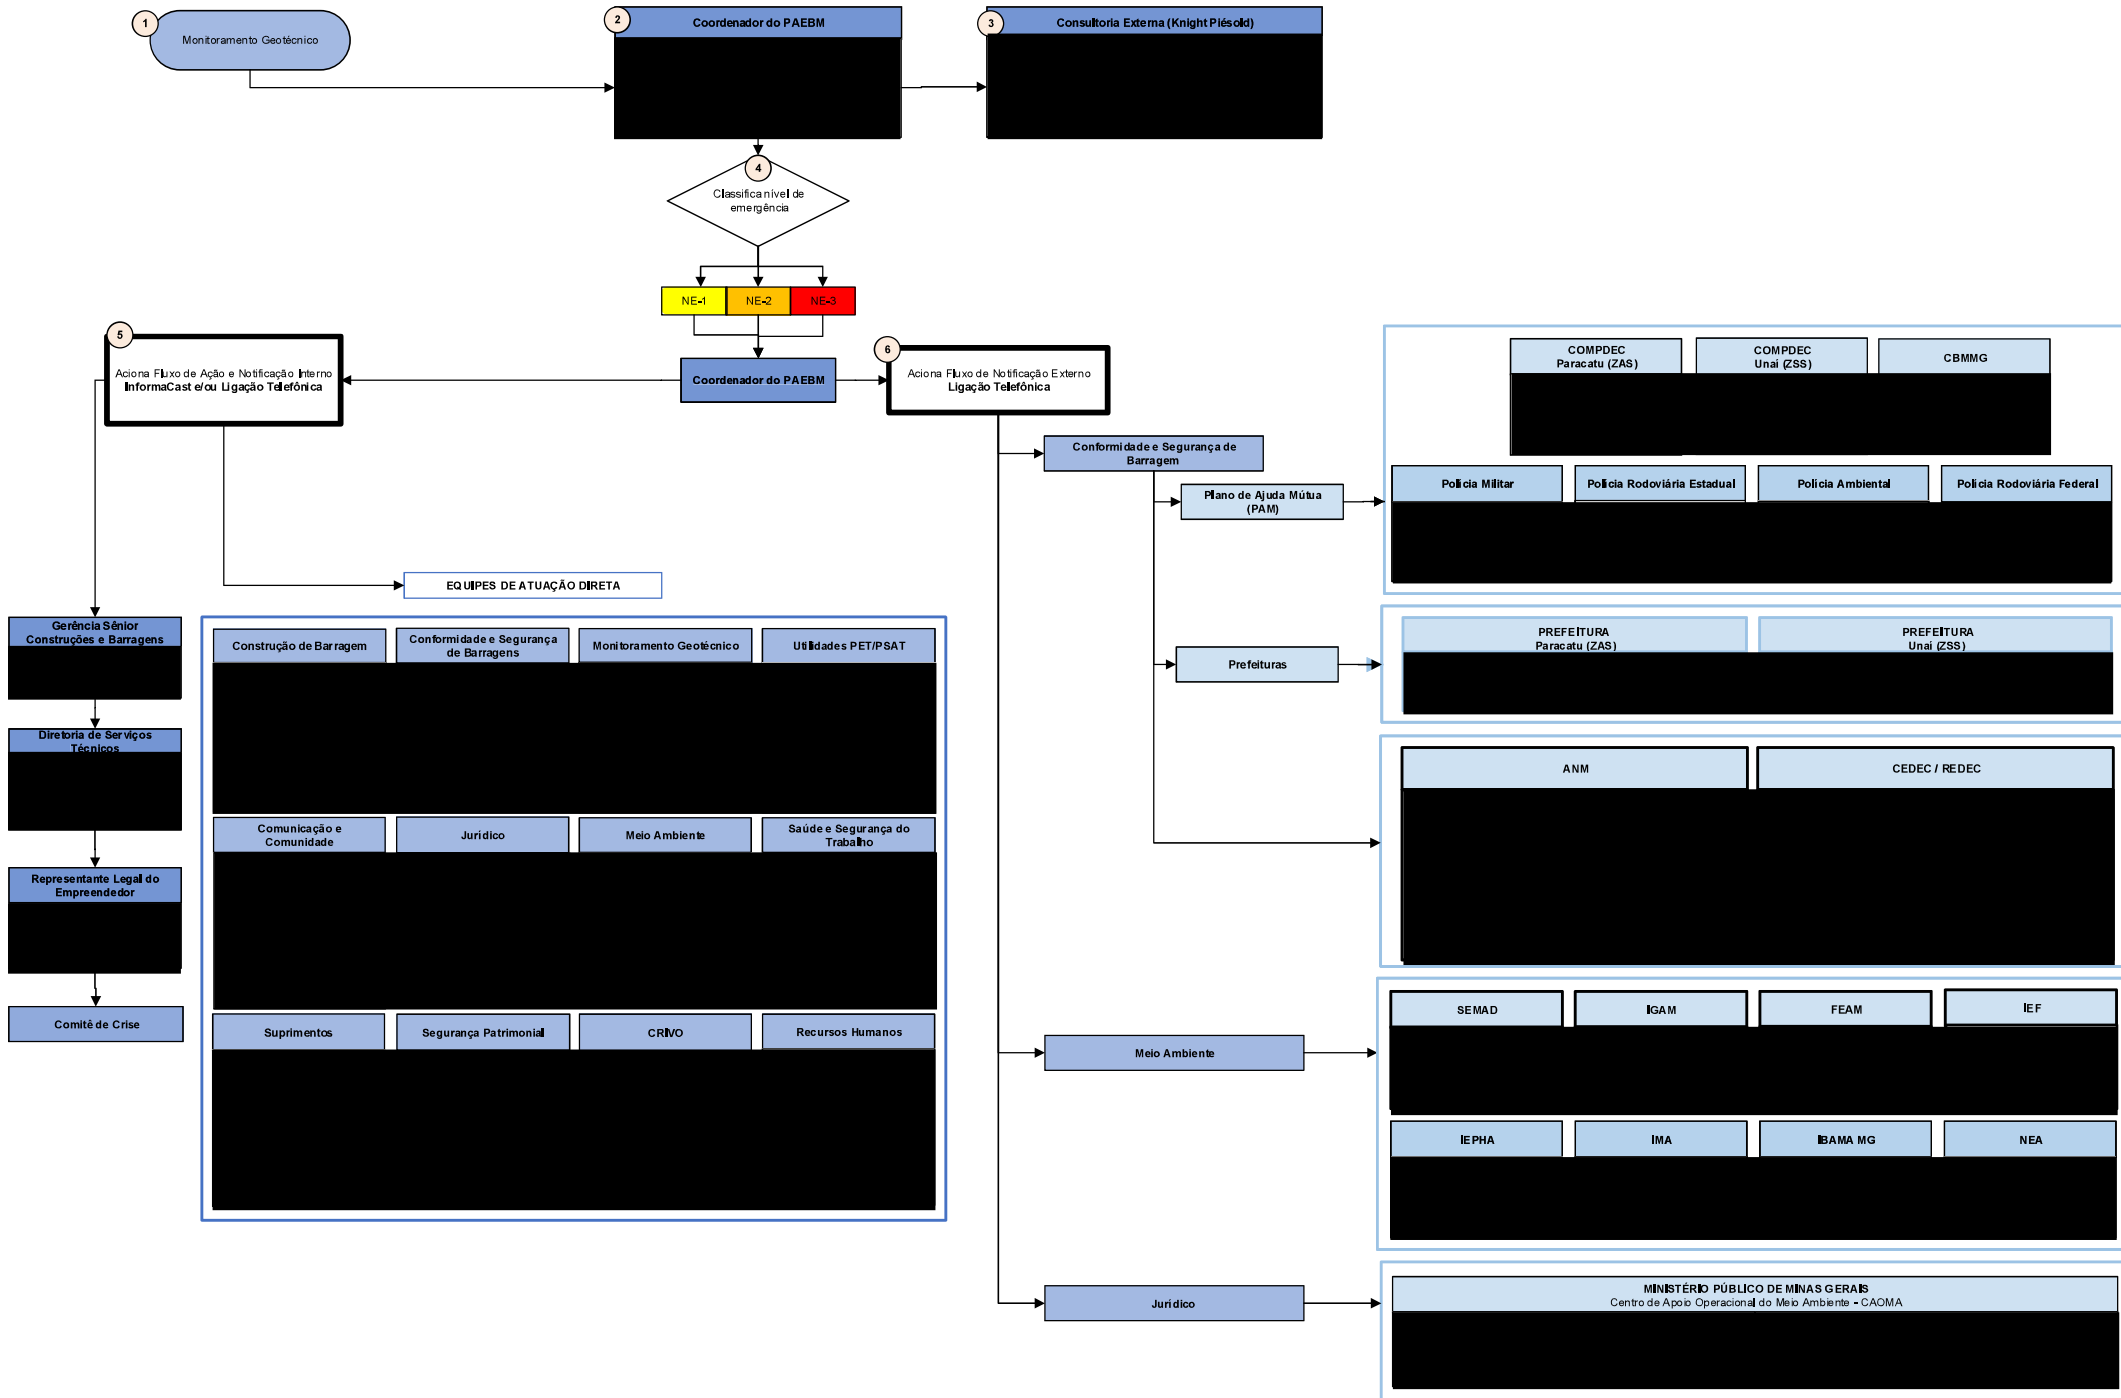 1
Monitoramento Geotécnico
2
Coordenador do PAEBM
3
Consultoria Externa (Knight Piésold)
4
Classifica nível de
emergência
NE-1
NE-2
NE-3
Coordenador do PAEBM
5
Aciona Fluxo de Ação e Notificação Interno
InformaCast e/ou Ligação Telefônica
6
Aciona Fluxo de Notificação Externo
Ligação Telefônica
EQUIPES DE ATUAÇÃO DIRETA
Gerência Sênior
Construções e Barragens
Diretoria de Serviços
Técnicos
Representante Legal do
Empreendedor
Comitê de Crise
Construção de Barragem
Conformidade e Segurança
de Barragens
Monitoramento Geotécnico
Utilidades PET/PSAT
Comunicação e
Comunidade
Jurídico
Meio Ambiente
Saúde e Segurança do
Trabalho
Suprimentos
Segurança Patrimonial
CRIVO
Recursos Humanos
Conformidade e Segurança de
Barragem
Plano de Ajuda Mútua
(PAM)
Prefeituras
Meio Ambiente
Jurídico
COMPDEC
Paracatu (ZAS)
COMPDEC
Unaí (ZSS)
CBMMG
Polícia Militar
Polícia Rodoviária Estadual
Polícia Ambiental
Polícia Rodoviária Federal
PREFEITURA
Paracatu (ZAS)
PREFEITURA
Unaí (ZSS)
ANM
CEDEC / REDEC
SEMAD
IGAM
FEAM
IEF
IEPHA
IMA
IBAMA MG
NEA
MINISTÉRIO PÚBLICO DE MINAS GERAIS
Centro de Apoio Operacional do Meio Ambiente - CAOMA